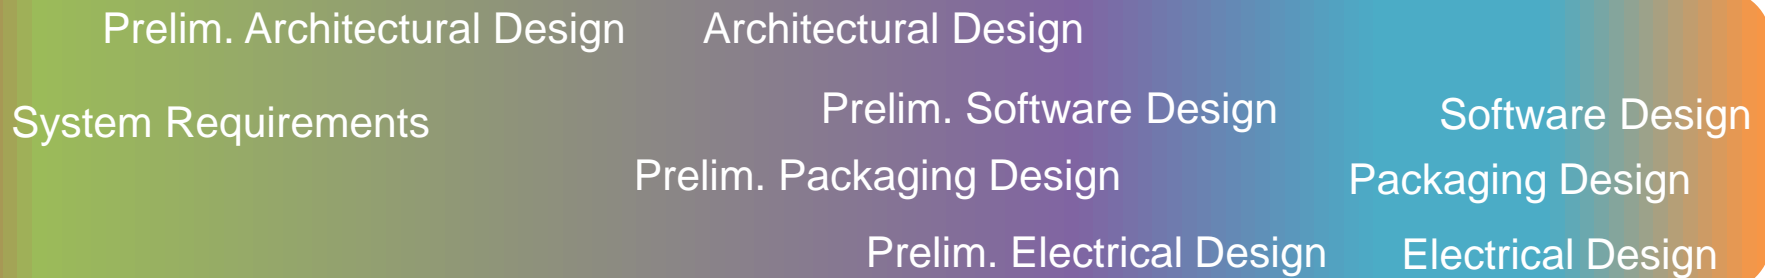 Prelim. Architectural Design
Architectural Design
System Requirements
Prelim. Software Design
Software Design
Prelim. Packaging Design
Packaging Design
Prelim. Electrical Design
Electrical Design